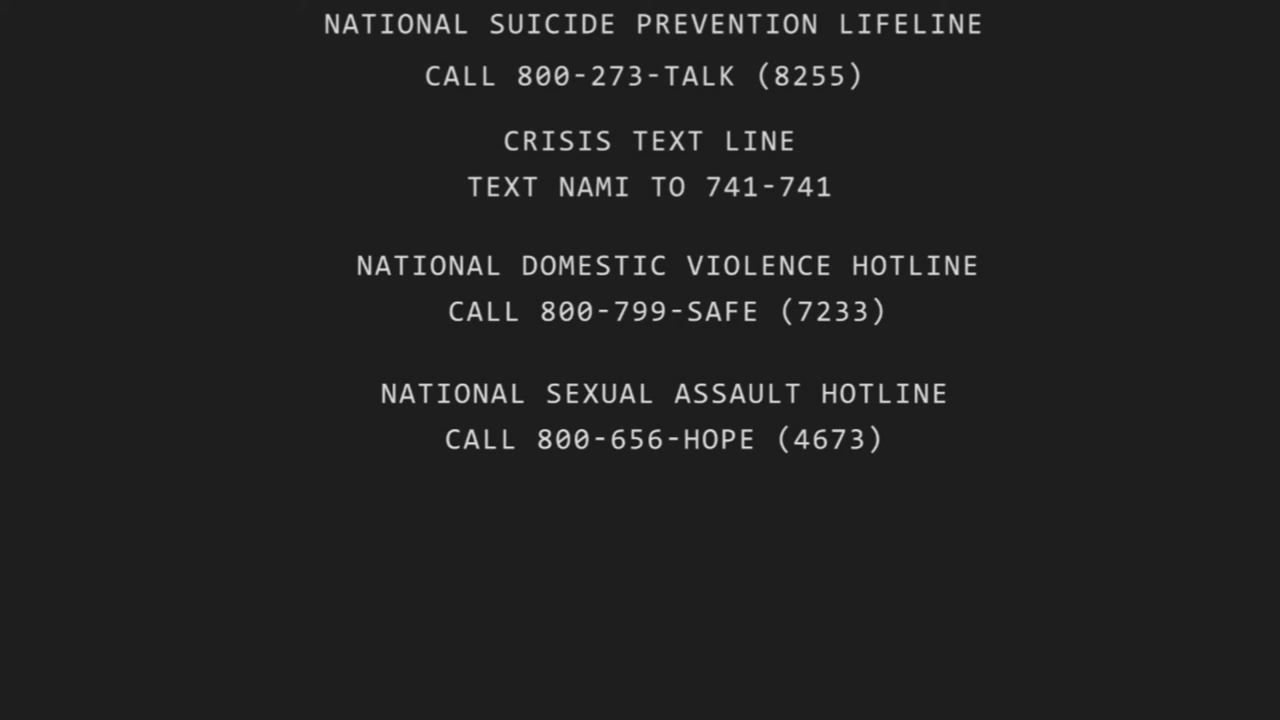 NATIONAL SUICIDE PREVENTION LIFELINE
CALL 800-273-TALK (8255)
CRISIS TEXT LINE
TEXT NAMI TO 741-741
NATIONAL DOMESTIC VIOLENCE HOTLINE
CALL 800-799-SAFE (7233)
NATIONAL SEXUAL ASSAULT HOTLINE
CALL 800-656-HOPE (4673)